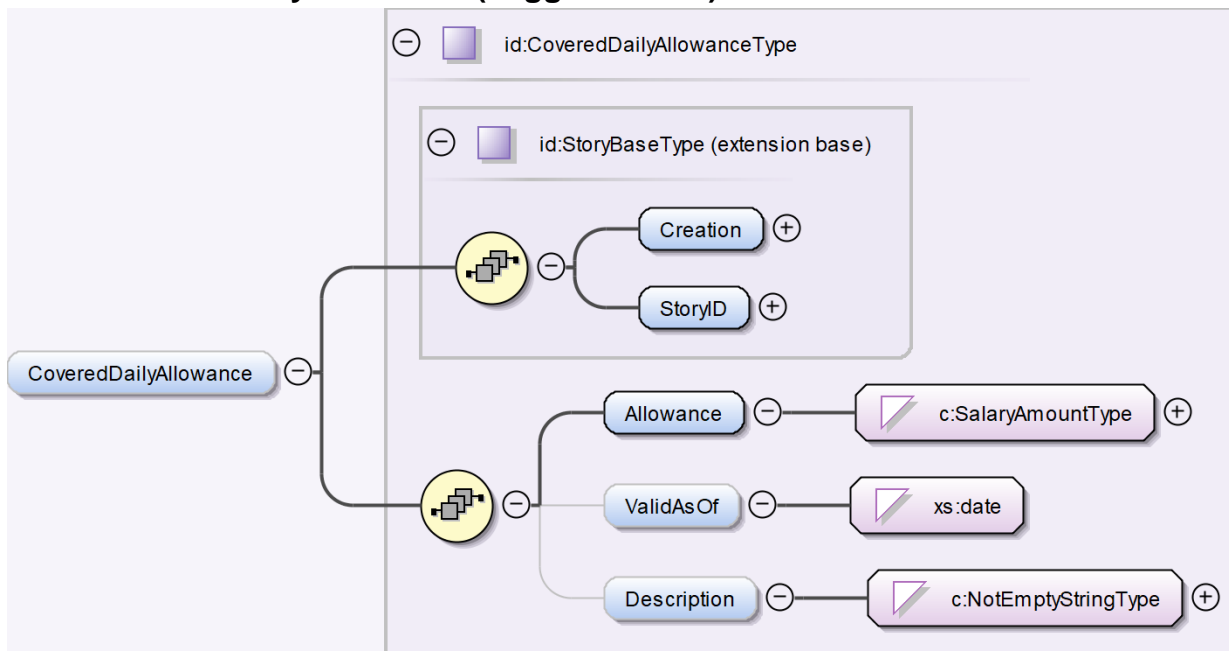 id:CoveredDailyAllowanceType
id:StoryBaseType (extension base)
Creation
StoryID
CoveredDailyAllowance
Allowance
c:SalaryAmountType
ValidAsOf
xs:date
Description
c:NotEmptyStringType